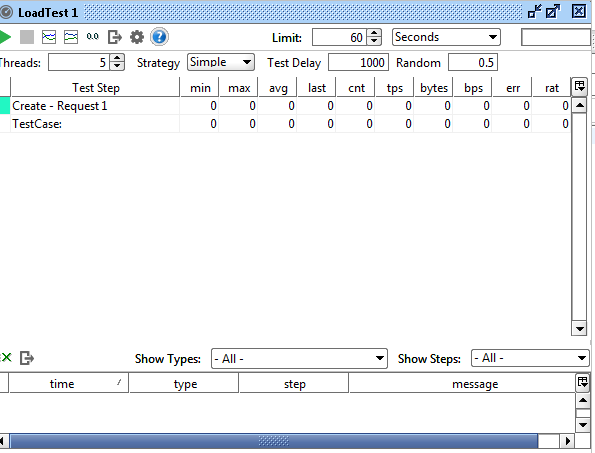 LoadTest 1
0.0 ? Limit: 60 Seconds
Threads: 5 Strategy Simple Test Delay 1000 Random 0.5
Test Step min max avg last cnt tps bytes bps err rat
Create - Request 1 0 0 0 0 0 0 0 0 0 0
TestCase: 0 0 0 0 0 0 0 0 0 0
Show Types: - All - Show Steps: - All -
time type step message